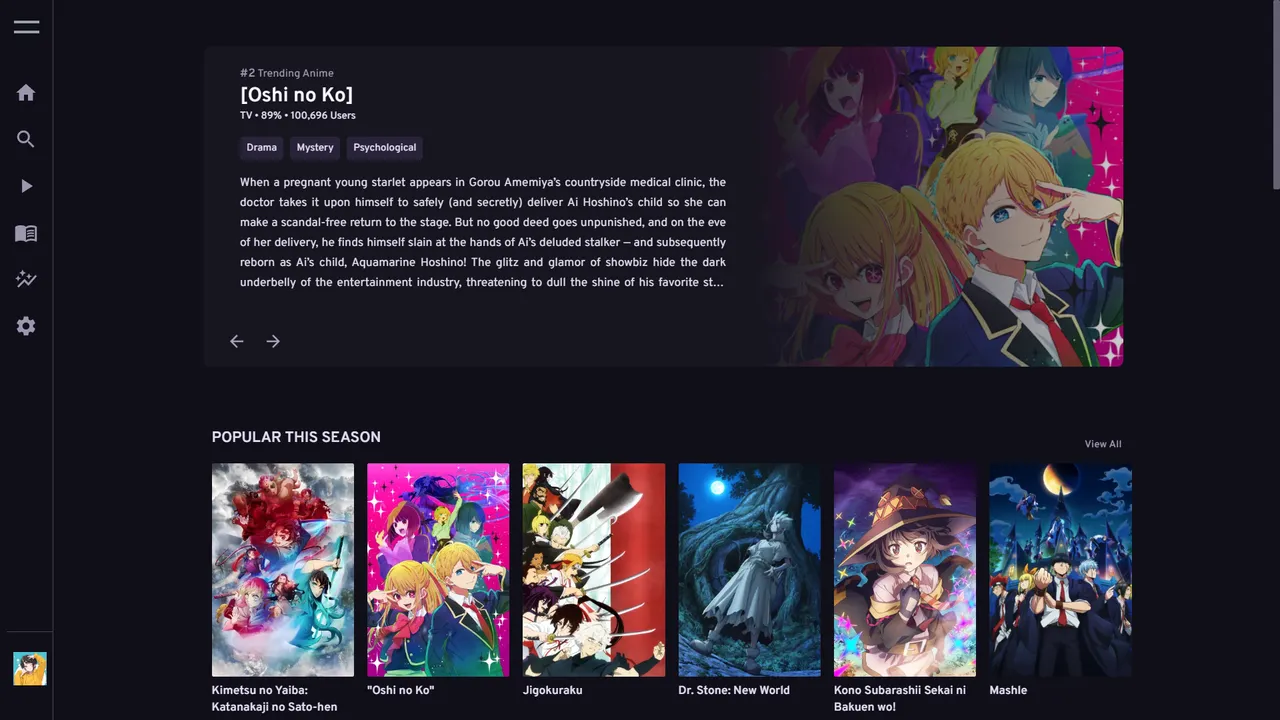 #2 Trending Anime
[Oshi no Ko]
TV • 89% • 100,696 Users
Drama
Mystery
Psychological
When a pregnant young starlet appears in Gorou Amemiya’s countryside medical clinic, the
doctor takes it upon himself to safely (and secretly) deliver Ai Hoshino’s child so she can
make a scandal-free return to the stage. But no good deed goes unpunished, and on the eve
of her delivery, he finds himself slain at the hands of Ai’s deluded stalker — and subsequently
reborn as Ai’s child, Aquamarine Hoshino! The glitz and glamor of showbiz hide the dark
underbelly of the entertainment industry, threatening to dull the shine of his favorite st…
POPULAR THIS SEASON
View All
Kimetsu no Yaiba:
Katanakaji no Sato-hen
"Oshi no Ko"
Jigokuraku
Dr. Stone: New World
Kono Subarashii Sekai ni
Bakuen wo!
Mashle